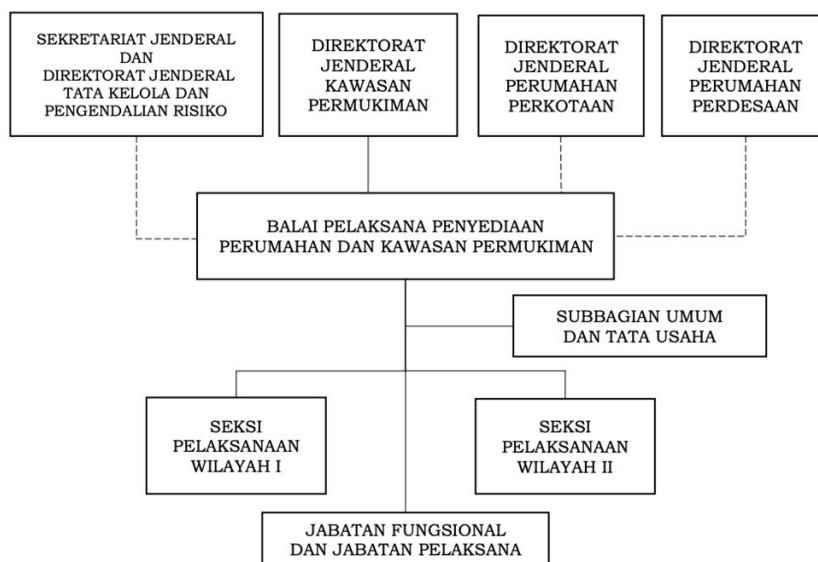 SEKRETARIAT JENDERAL
DAN
DIREKTORAT JENDERAL
TATA KELOLA DAN
PENGENDALIAN RISIKO
DIREKTORAT
JENDERAL
KAWASAN
PERMUKIMAN
DIREKTORAT
JENDERAL
PERUMAHAN
PERKOTAAN
DIREKTORAT
JENDERAL
PERUMAHAN
PERDESAAN
BALAI PELAKSANA PENYEDIAAN
PERUMAHAN DAN KAWASAN PERMUKIMAN
SUBBAGIAN UMUM
DAN TATA USAHA
SEKSI
PELAKSANAAN
WILAYAH I
SEKSI
PELAKSANAAN
WILAYAH II
JABATAN FUNGSIONAL
DAN JABATAN PELAKSANA